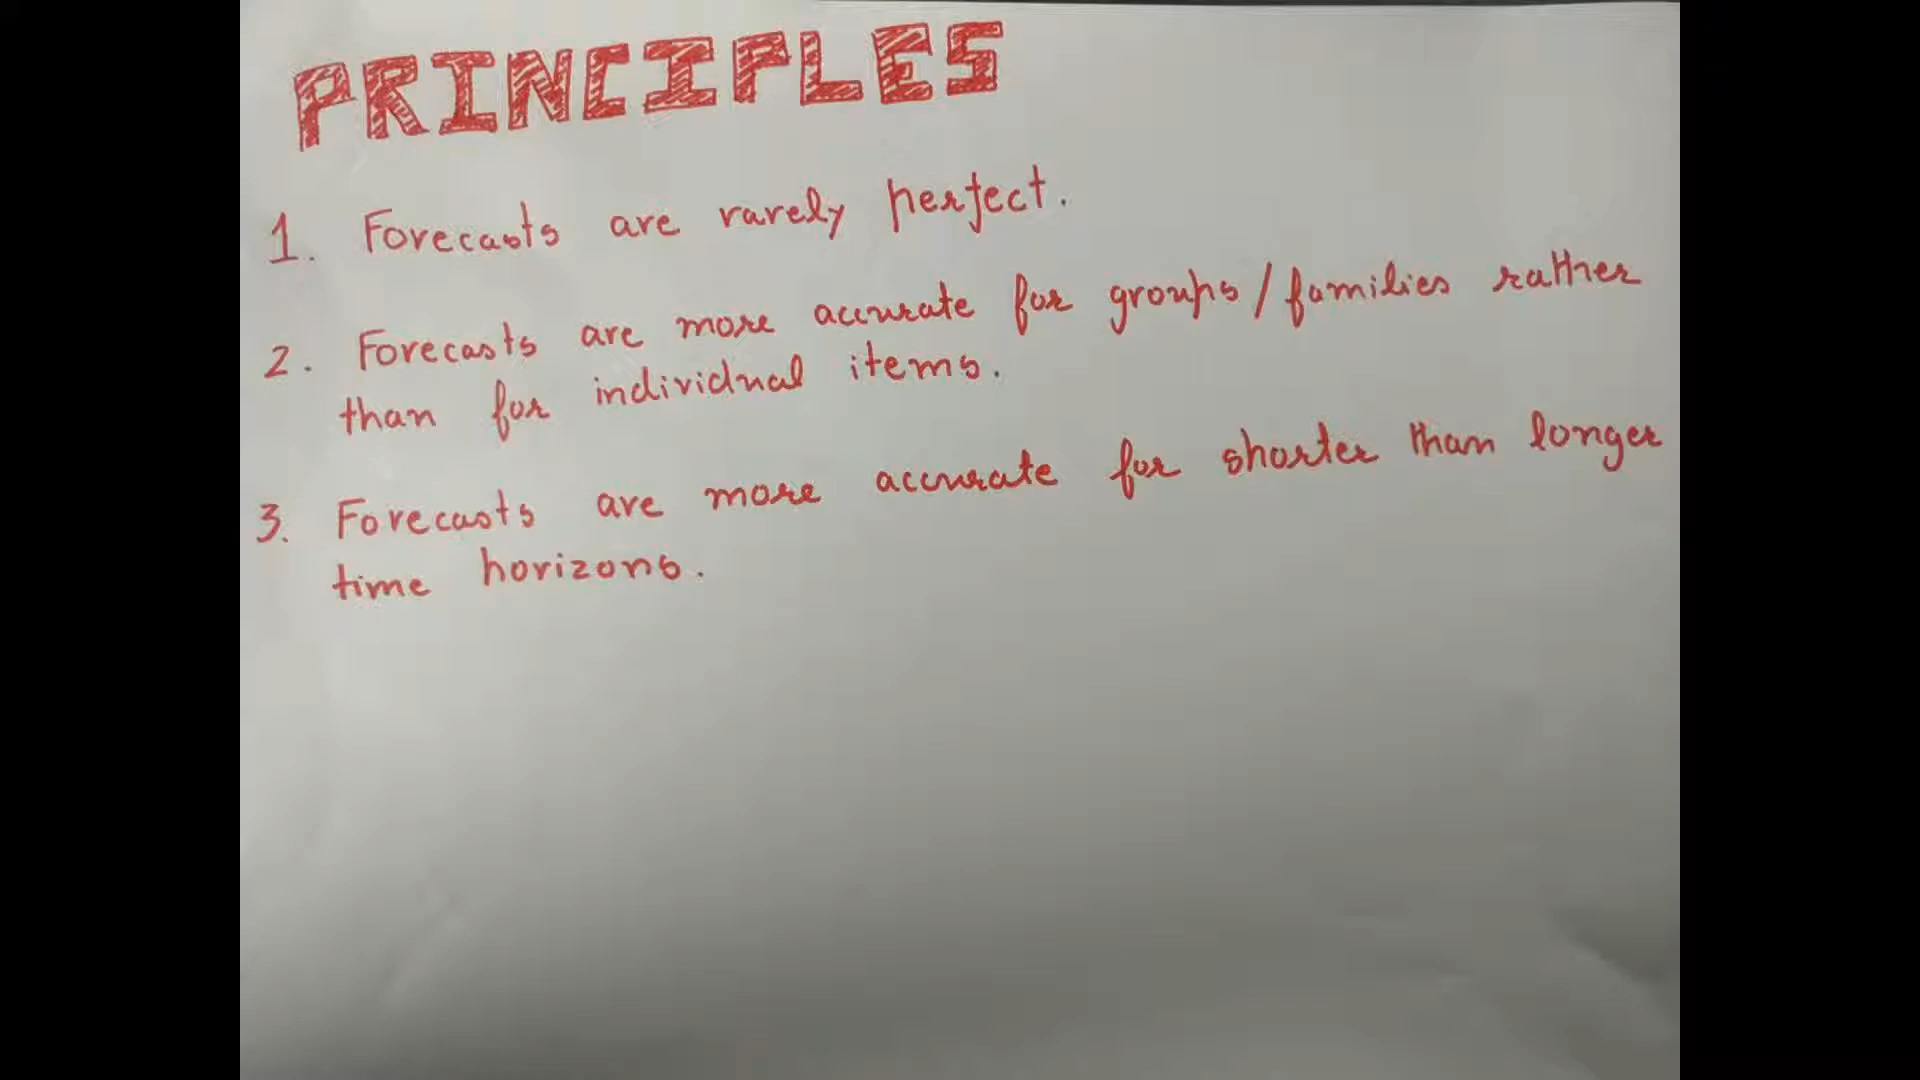 PRINCIPLES
1. Forecasts are rarely perfect.
2. Forecasts are more accurate for groups/families rather
than for individual items.
3. Forecasts are more accurate for shorter than longer
time horizons.